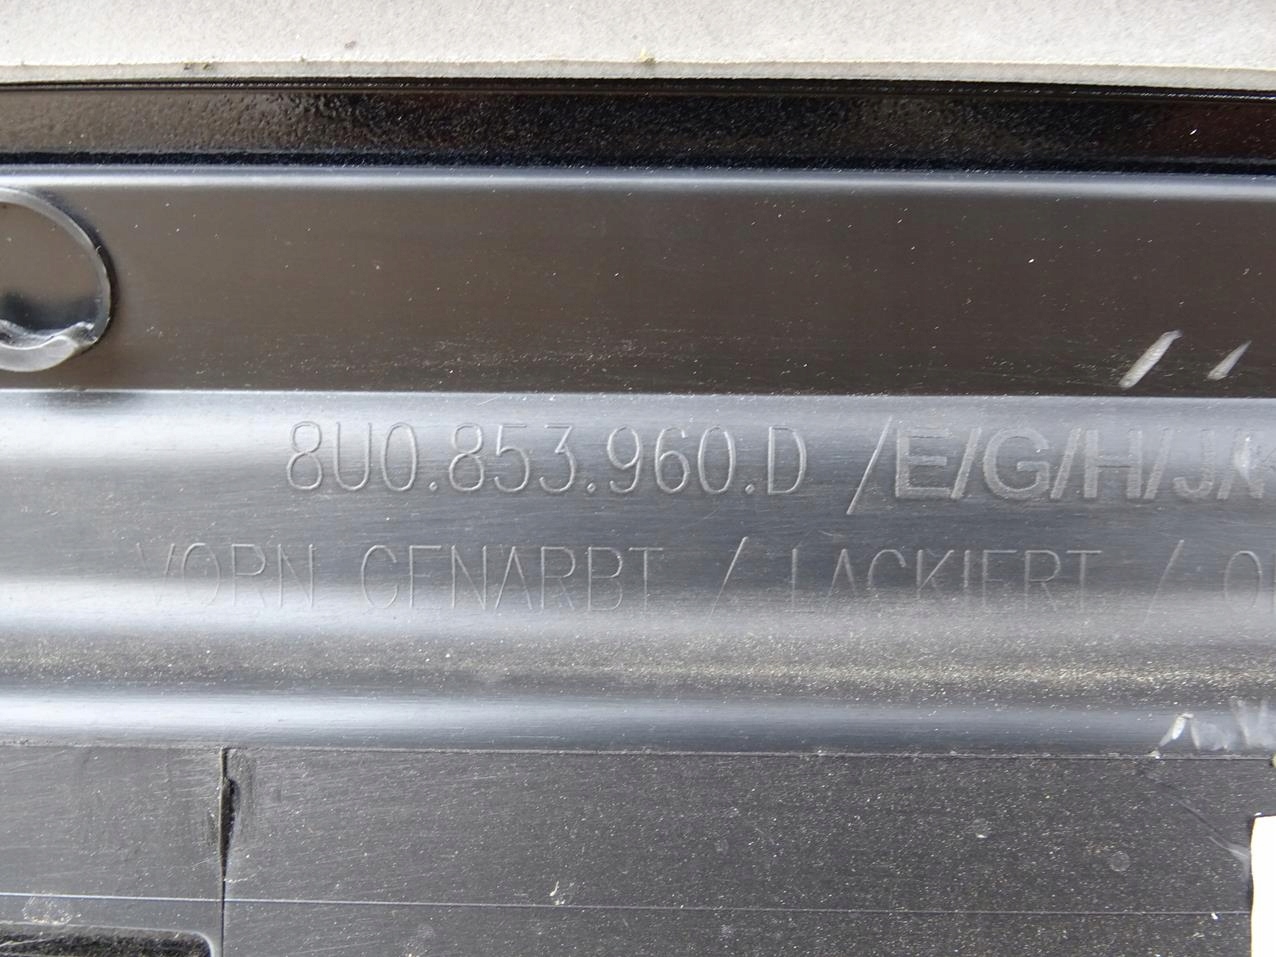 8U0.853.960.D /E/G/H/J/K
VORN GENARBT / LACKIERT /